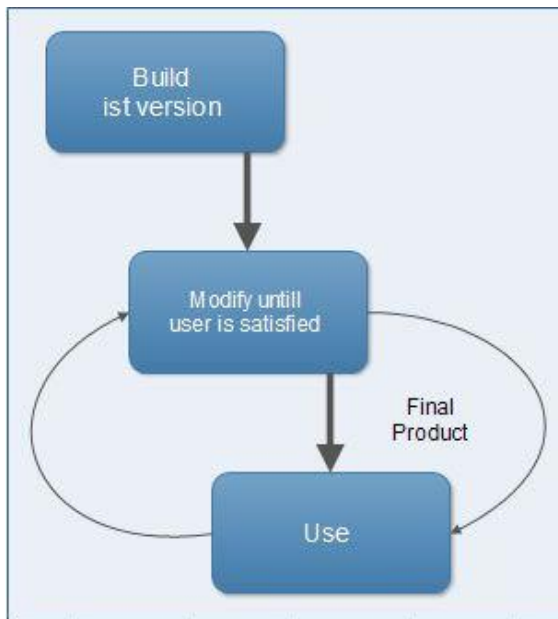 Build
ist version
Modify untill
user is satisfied
Final
Product
Use